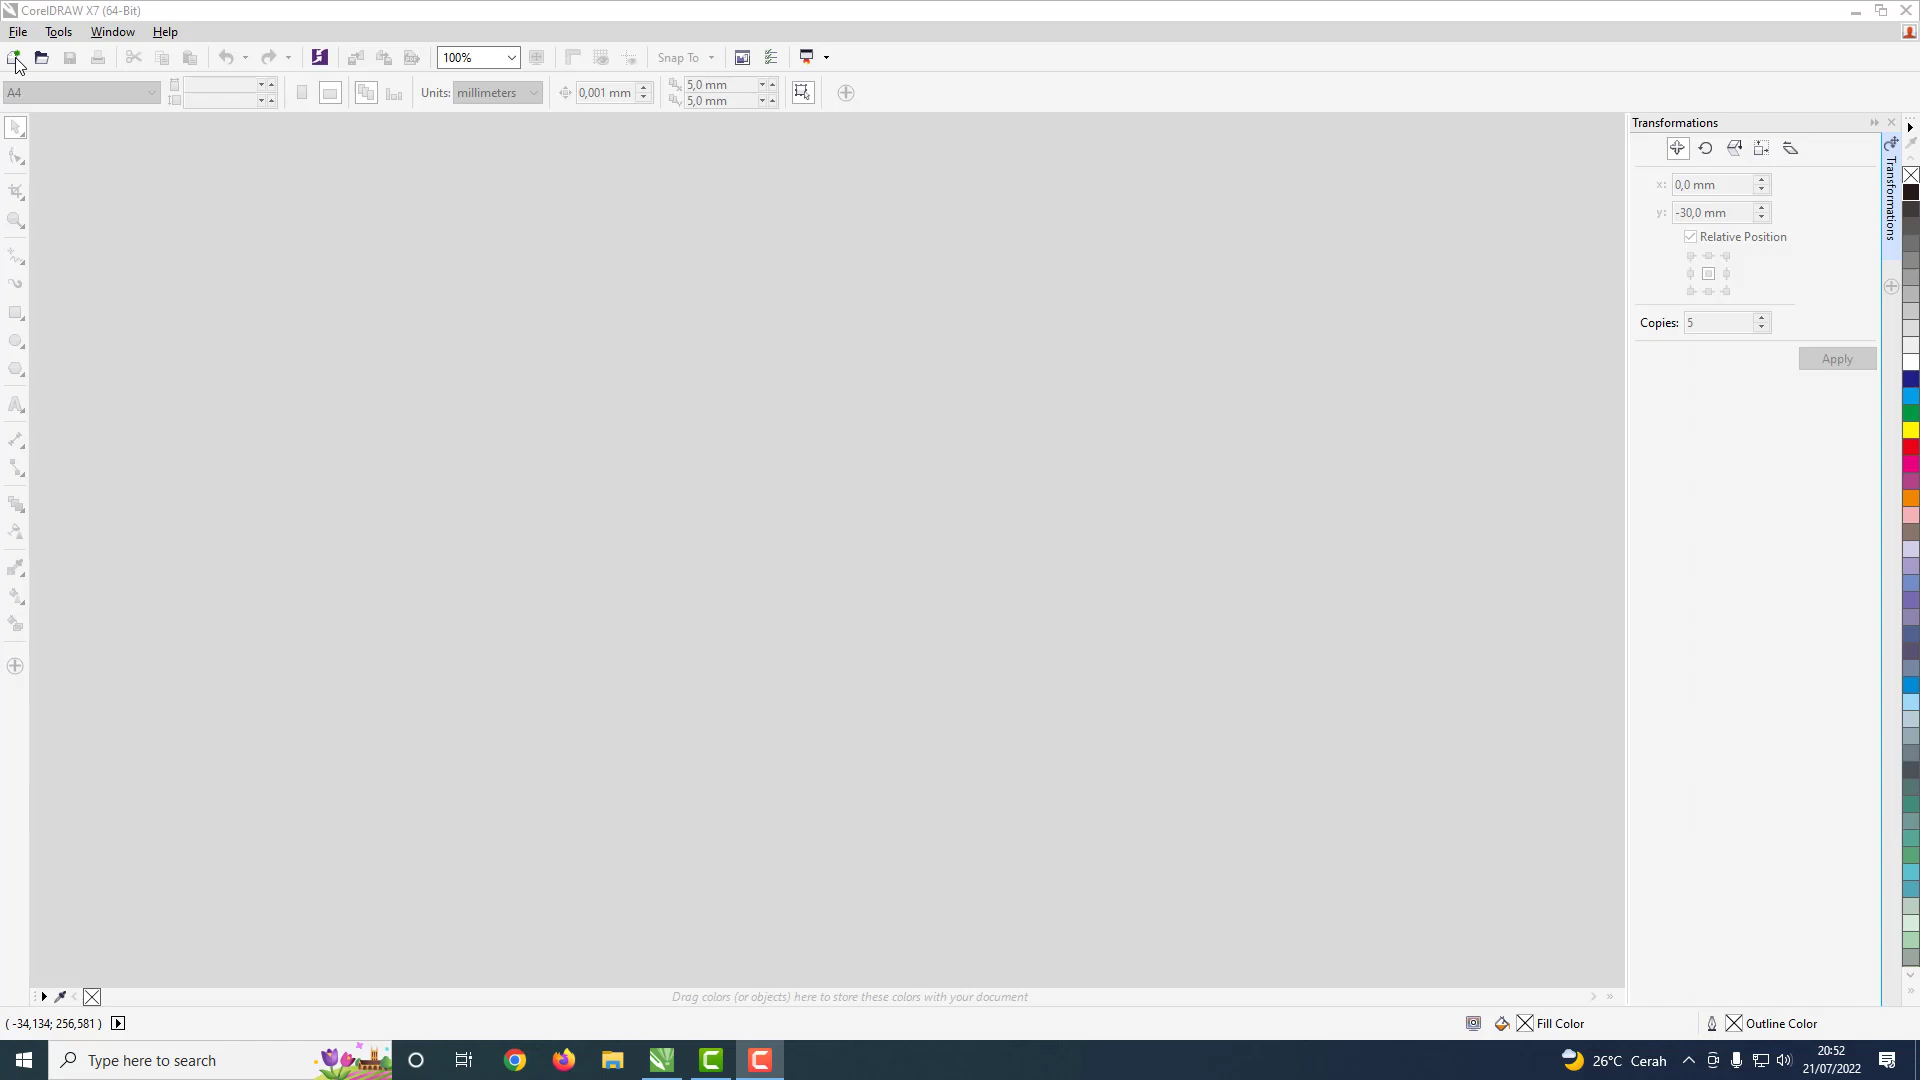 CorelDRAW X7 (64-Bit)
File Tools Window Help
100%
Snap To
A4
Units: millimeters
0,001 mm
5,0 mm
5,0 mm
Transformations
x: 0,0 mm
y: -30,0 mm
Relative Position
Copies: 5
Apply
Transformations
Drag colors (or objects) here to store these colors with your document
( -34,134; 256,581 )
Fill Color
Outline Color
Type here to search
26°C Cerah
20:52
21/07/2022